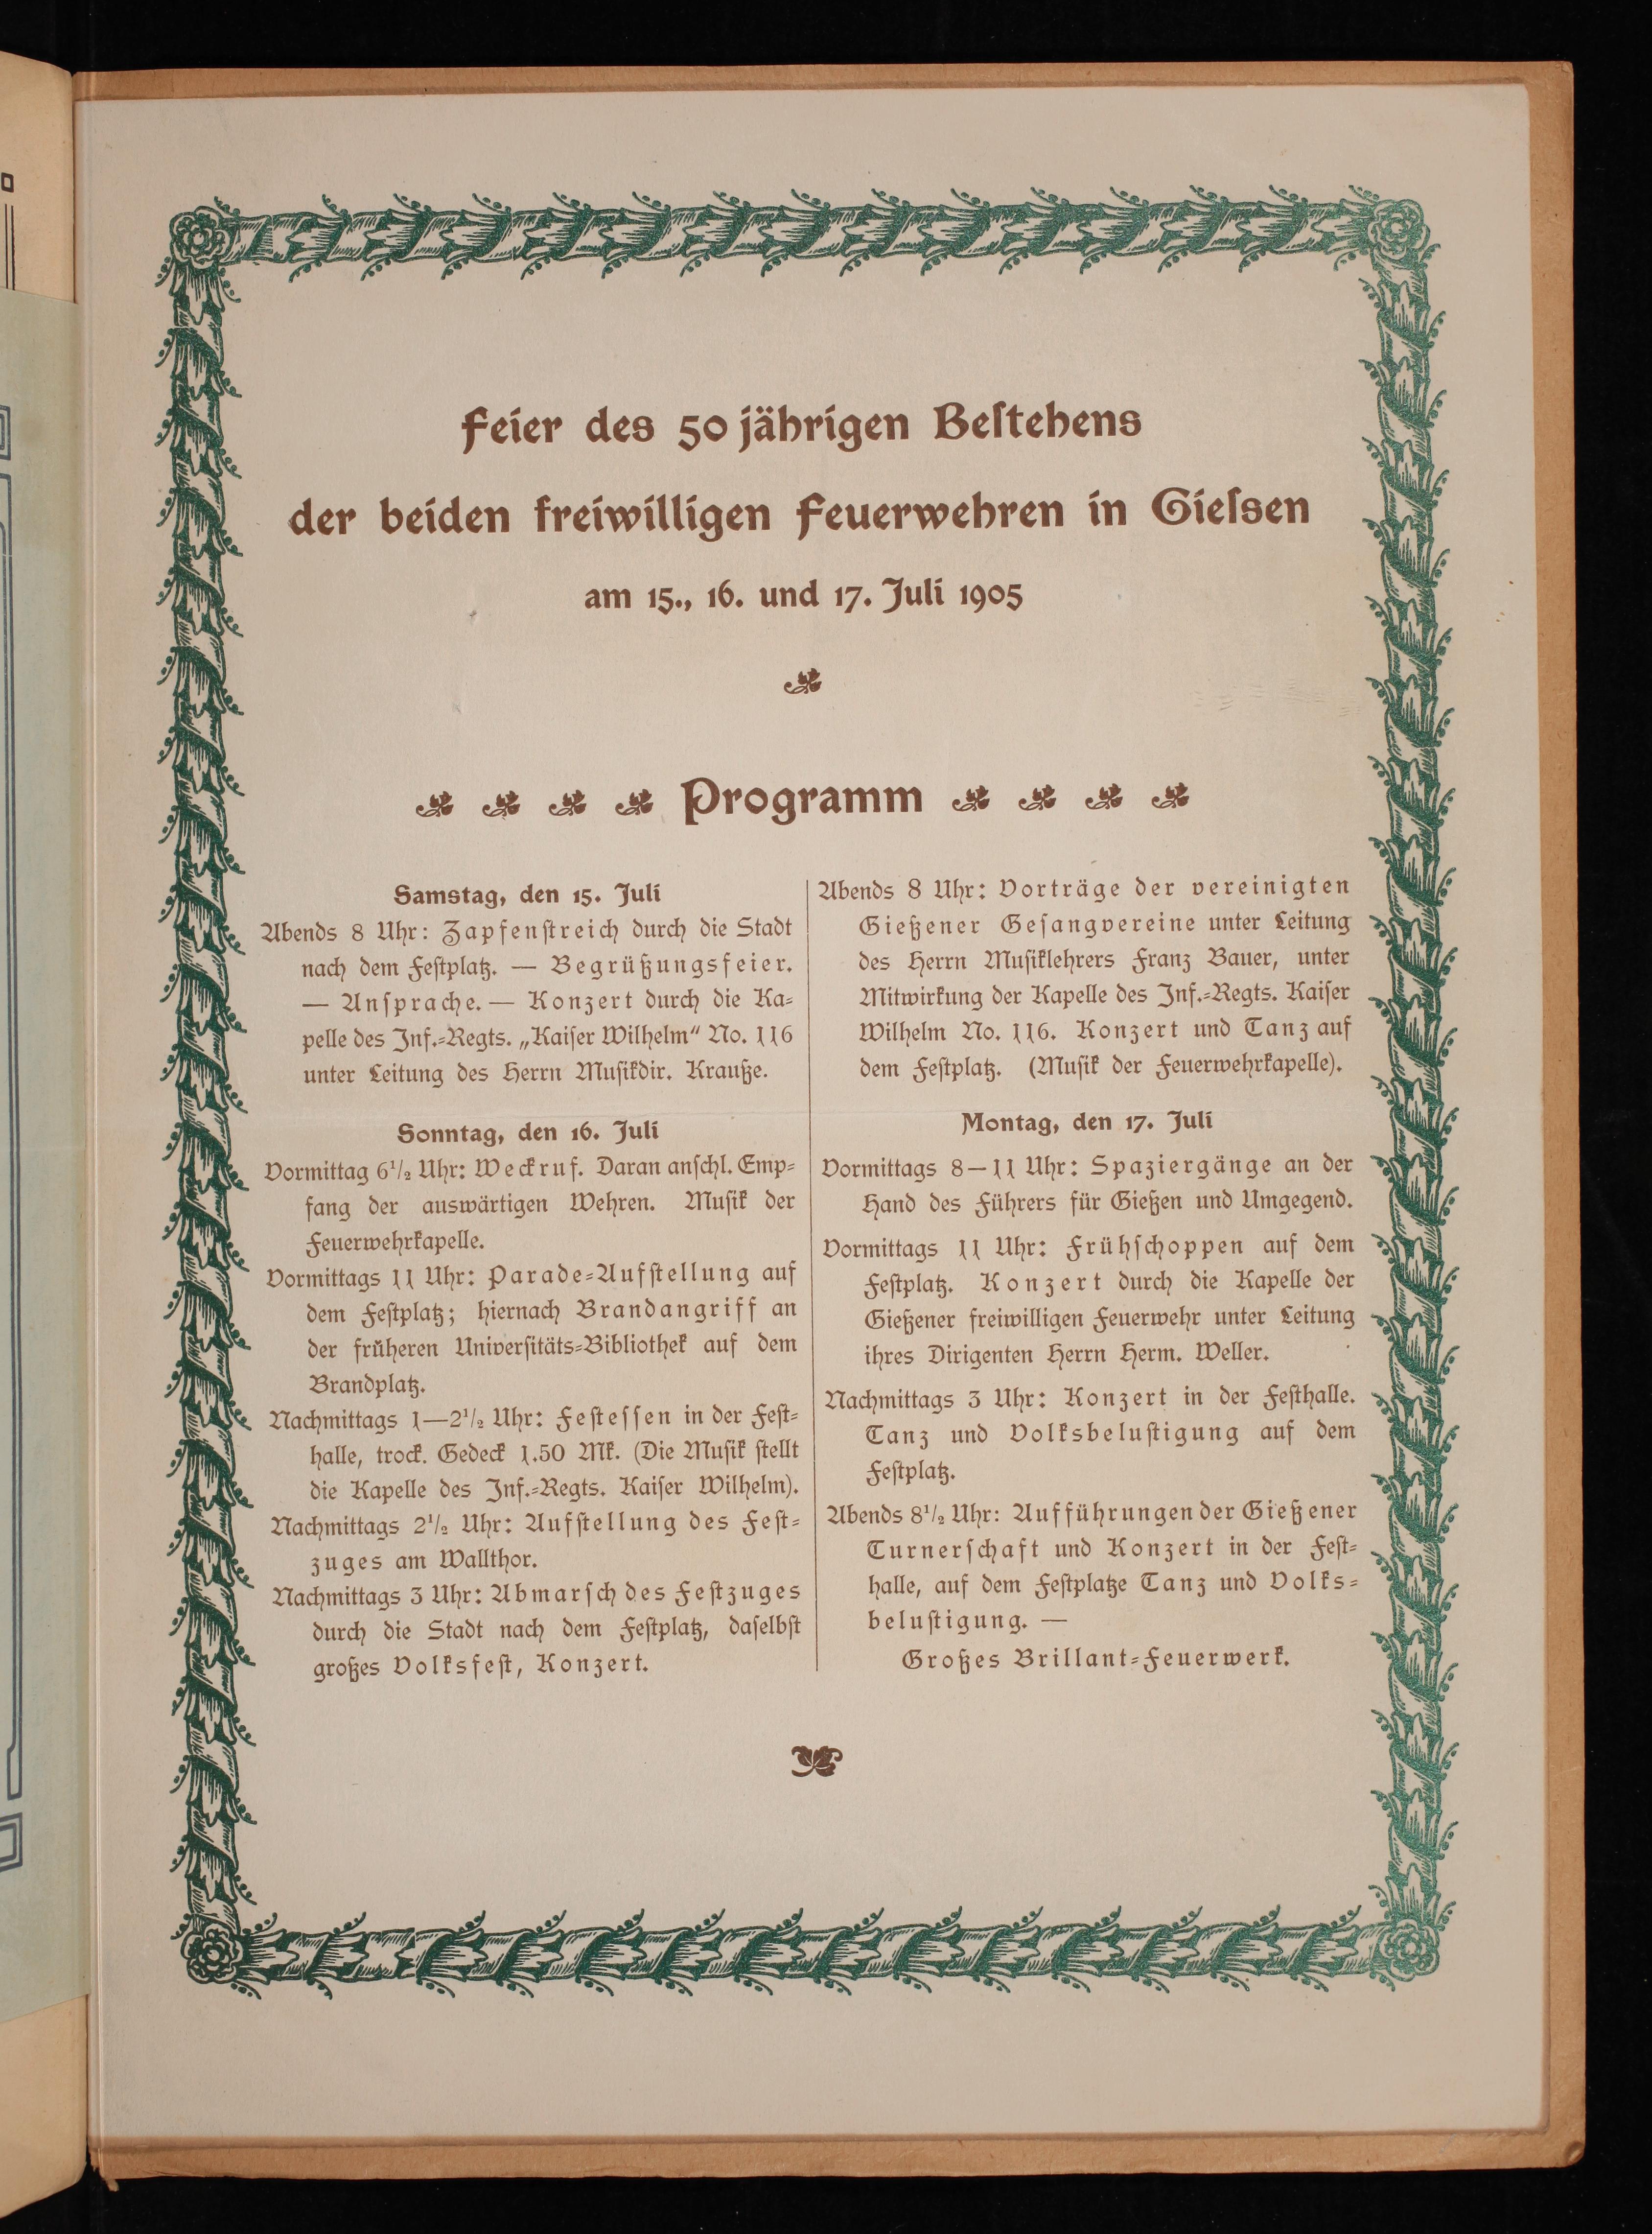 Feier des 50jährigen Beſtehens
der beiden freiwilligen Feuerwehren in Gieſsen
am 15., 16. und 17. Juli 1905
Programm
Samstag, den 15. Juli
Abends 8 Uhr: Zapfenſtreich durch die Stadt
nach dem Feſtplatz. — Begrüßungsfeier.
— Anſprache. — Konzert durch die Ka-
pelle des Inf.-Regts. „Kaiſer Wilhelm“ No. 116
unter Leitung des Herrn Muſikdir. Krauße.
Sonntag, den 16. Juli
Vormittag 6½ Uhr: Weckruf. Daran anſchl. Emp-
fang der auswärtigen Wehren. Muſik der
Feuerwehrkapelle.
Vormittags 11 Uhr: Parade-Aufſtellung auf
dem Feſtplatz; hiernach Brandangriff an
der früheren Univerſitäts-Bibliothek auf dem
Brandplatz.
Nachmittags 1—2½ Uhr: Feſteſſen in der Feſt-
halle, trock. Gedeck 1.50 Mk. (Die Muſik ſtellt
die Kapelle des Inf.-Regts. Kaiſer Wilhelm).
Nachmittags 2½ Uhr: Aufſtellung des Feſt-
zuges am Wallthor.
Nachmittags 3 Uhr: Abmarſch des Feſtzuges
durch die Stadt nach dem Feſtplatz, daſelbſt
großes Volksfeſt, Konzert.
Abends 8 Uhr: Vorträge der vereinigten
Gießener Geſangvereine unter Leitung
des Herrn Muſiklehrers Franz Bauer, unter
Mitwirkung der Kapelle des Inf.-Regts. Kaiſer
Wilhelm No. 116. Konzert und Tanz auf
dem Feſtplatz. (Muſik der Feuerwehrkapelle).
Montag, den 17. Juli
Vormittags 8—11 Uhr: Spaziergänge an der
Hand des Führers für Gießen und Umgegend.
Vormittags 11 Uhr: Frühſchoppen auf dem
Feſtplatz. Konzert durch die Kapelle der
Gießener freiwilligen Feuerwehr unter Leitung
ihres Dirigenten Herrn Herm. Weller.
Nachmittags 3 Uhr: Konzert in der Feſthalle.
Tanz und Volksbeluſtigung auf dem
Feſtplatz.
Abends 8½ Uhr: Aufführungen der Gießener
Turnerſchaft und Konzert in der Feſt-
halle, auf dem Feſtplatze Tanz und Volks-
beluſtigung. —
Großes Brillant-Feuerwerk.